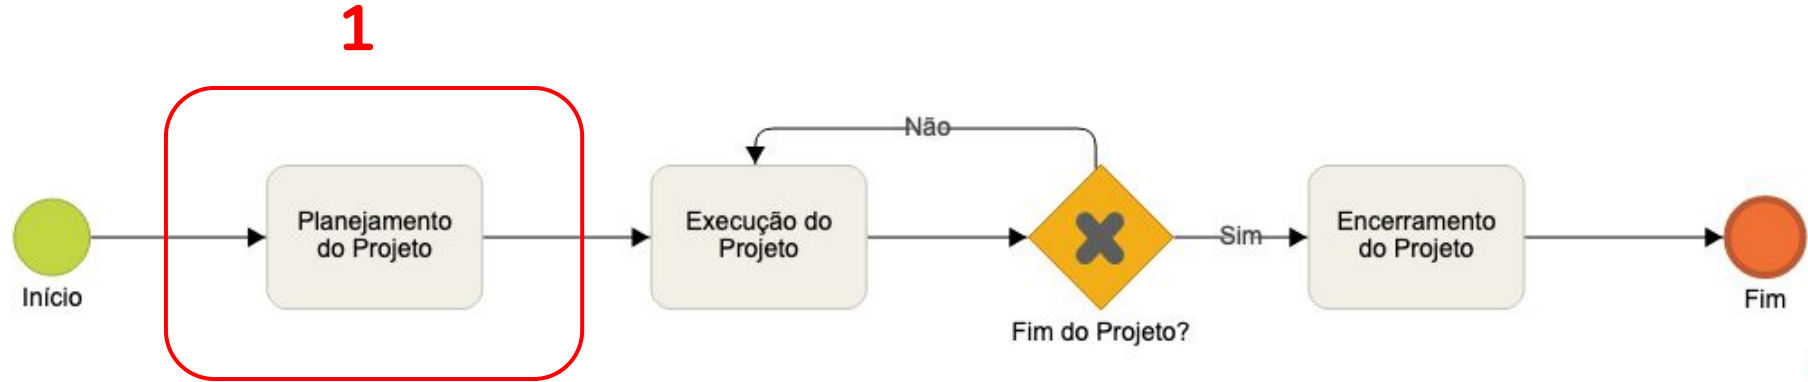 1
Não
Planejamento
do Projeto
Execução do
Projeto
Sim
Encerramento
do Projeto
Início
Fim do Projeto?
Fim